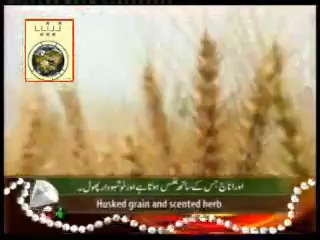 اور اناج جس کے ساتھ بھس ہوتا ہے اور خوشبودار پھول ۔
Husked grain and scented herb